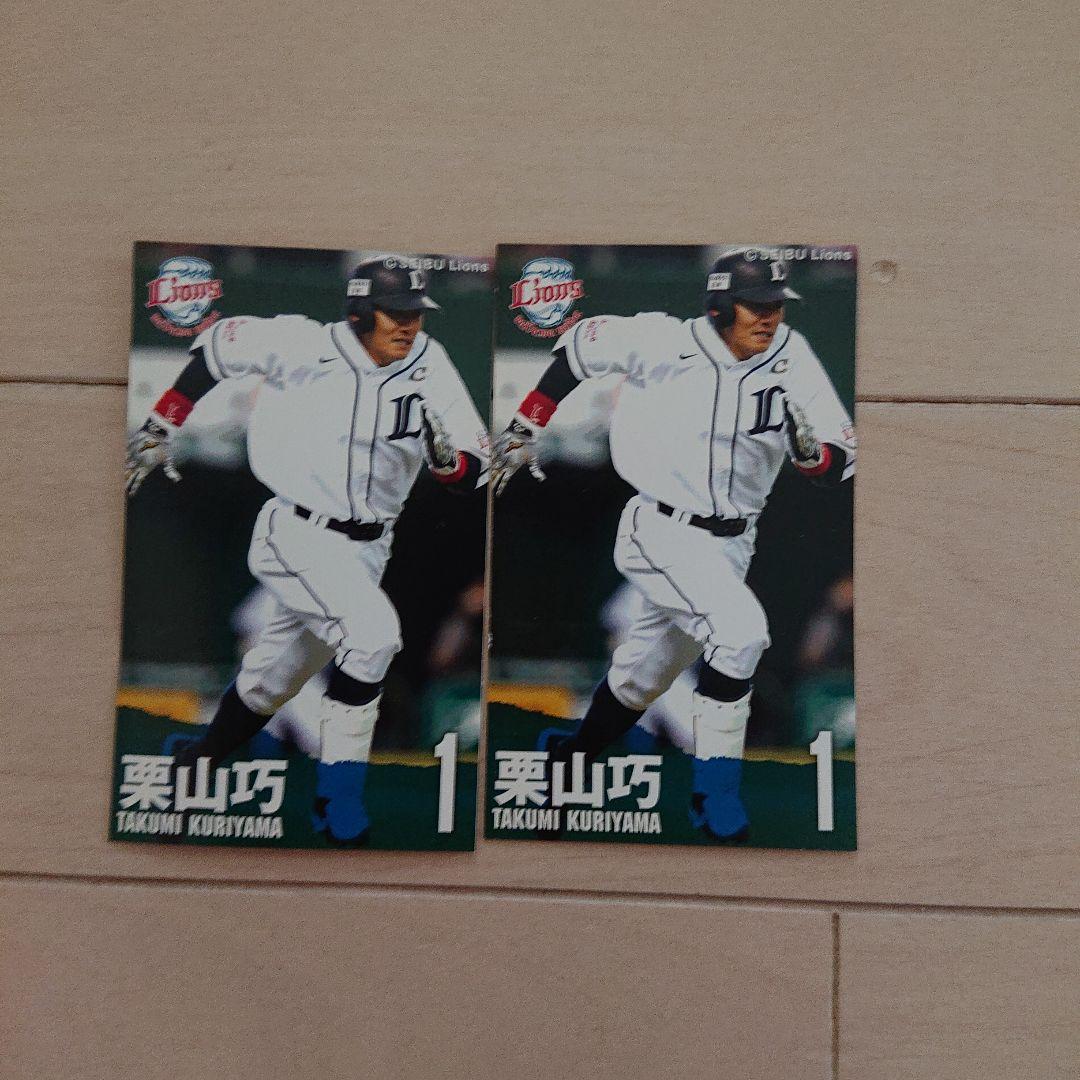 ©SEIBU Lions
Lions
C
L
栗山巧
TAKUMI KURIYAMA
1
©SEIBU Lions
Lions
C
L
栗山巧
TAKUMI KURIYAMA
1